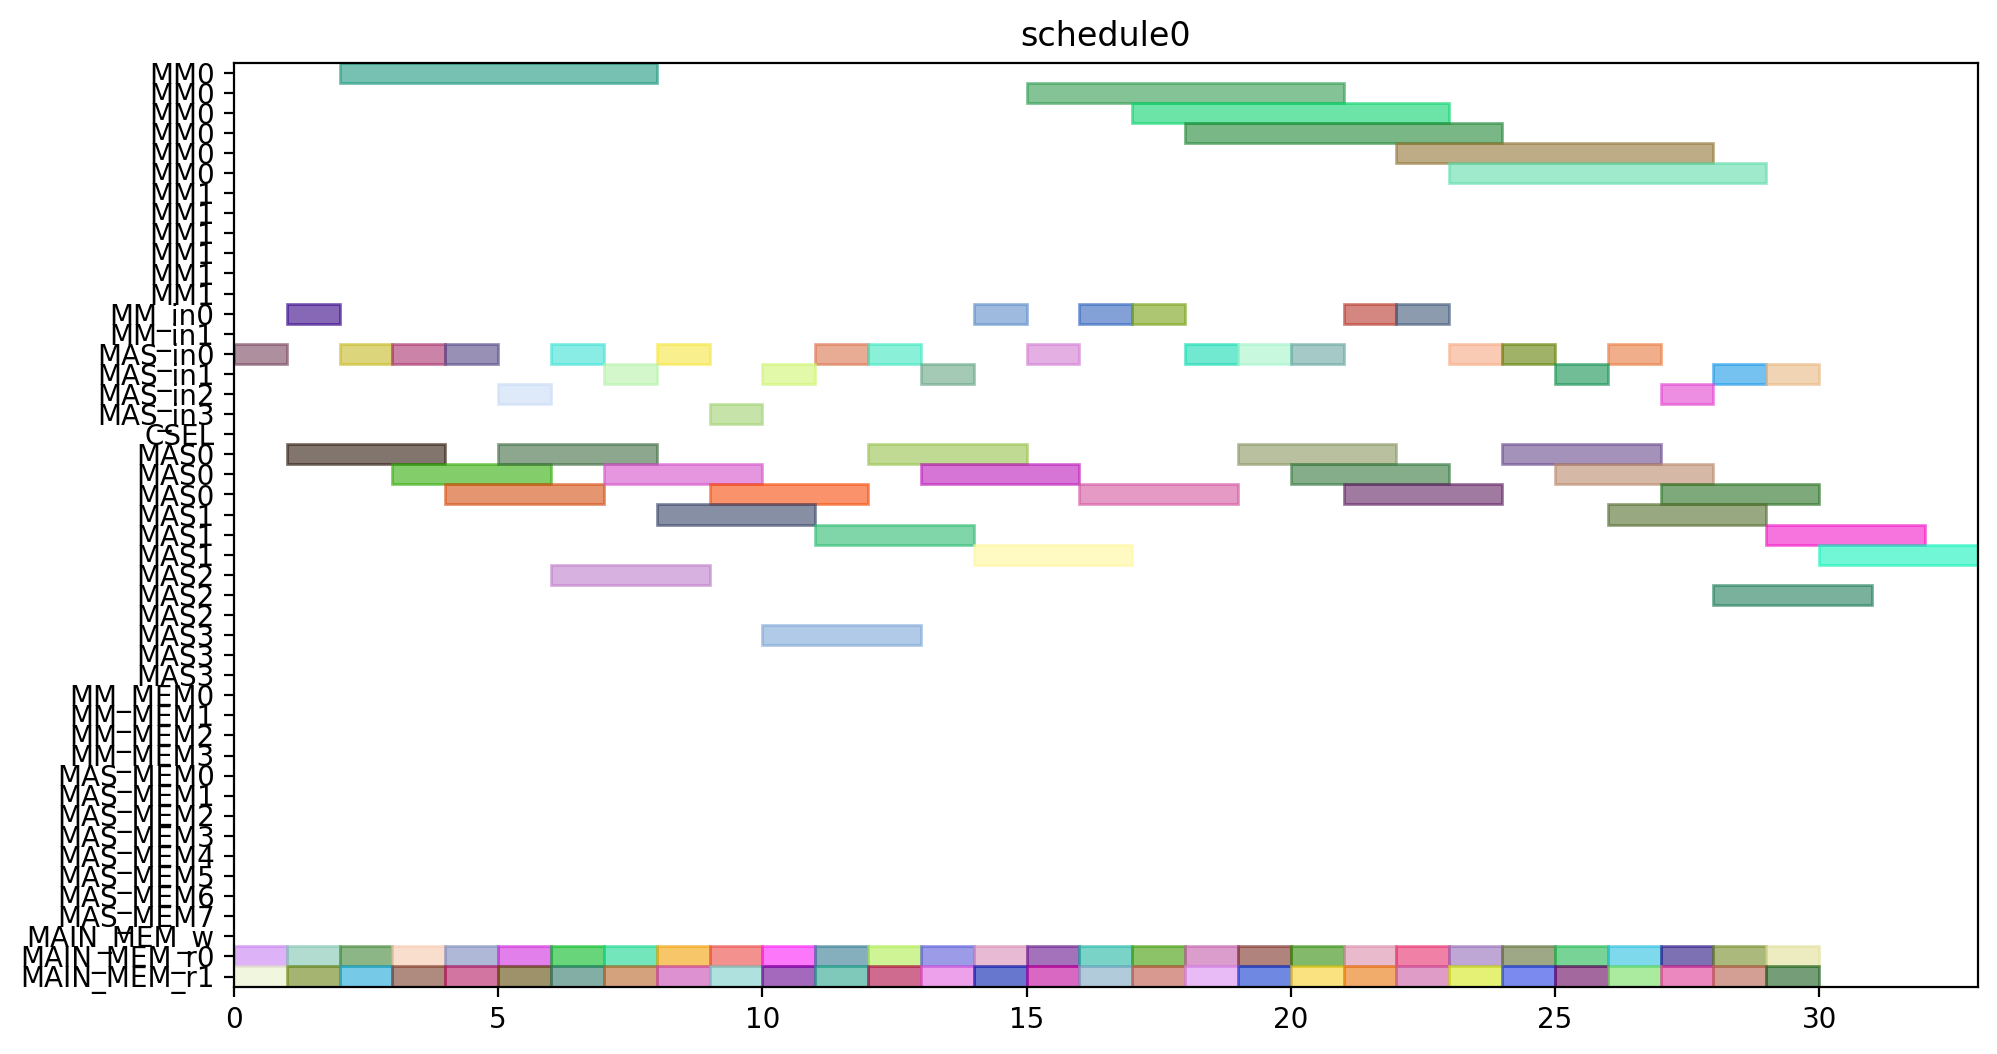 schedule0
MM0
MM0
MM0
MM0
MM0
MM0
MM1
MM1
MM1
MM1
MM1
MM1
MM_in0
MM_in1
MAS_in0
MAS_in1
MAS_in2
MAS_in3
CSEL
MAS0
MAS0
MAS0
MAS1
MAS1
MAS1
MAS2
MAS2
MAS2
MAS3
MAS3
MAS3
MM_MEM0
MM_MEM1
MM_MEM2
MM_MEM3
MAS_MEM0
MAS_MEM1
MAS_MEM2
MAS_MEM3
MAS_MEM4
MAS_MEM5
MAS_MEM6
MAS_MEM7
MAIN_MEM_w
MAIN_MEM_r0
MAIN_MEM_r1
0 5 10 15 20 25 30